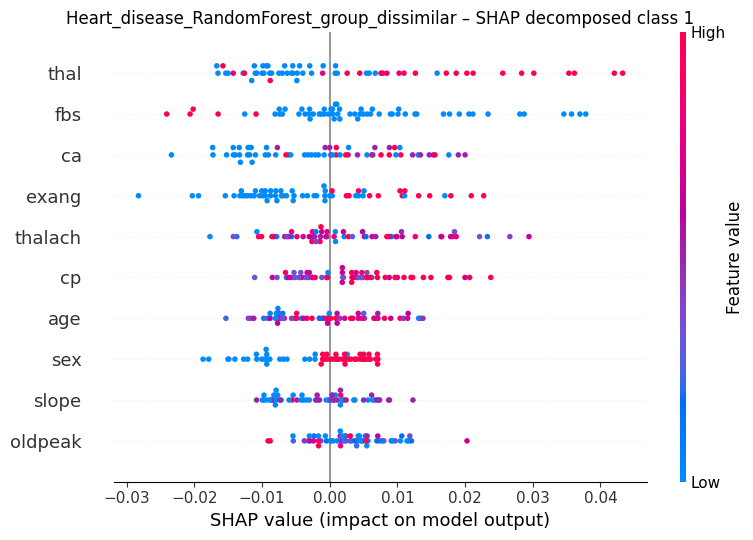 Heart_disease_RandomForest_group_dissimilar – SHAP decomposed class 1
High
thal
fbs
ca
exang
thalach
cp
age
sex
slope
oldpeak
Feature value
Low
−0.03 −0.02 −0.01 0.00 0.01 0.02 0.03 0.04
SHAP value (impact on model output)